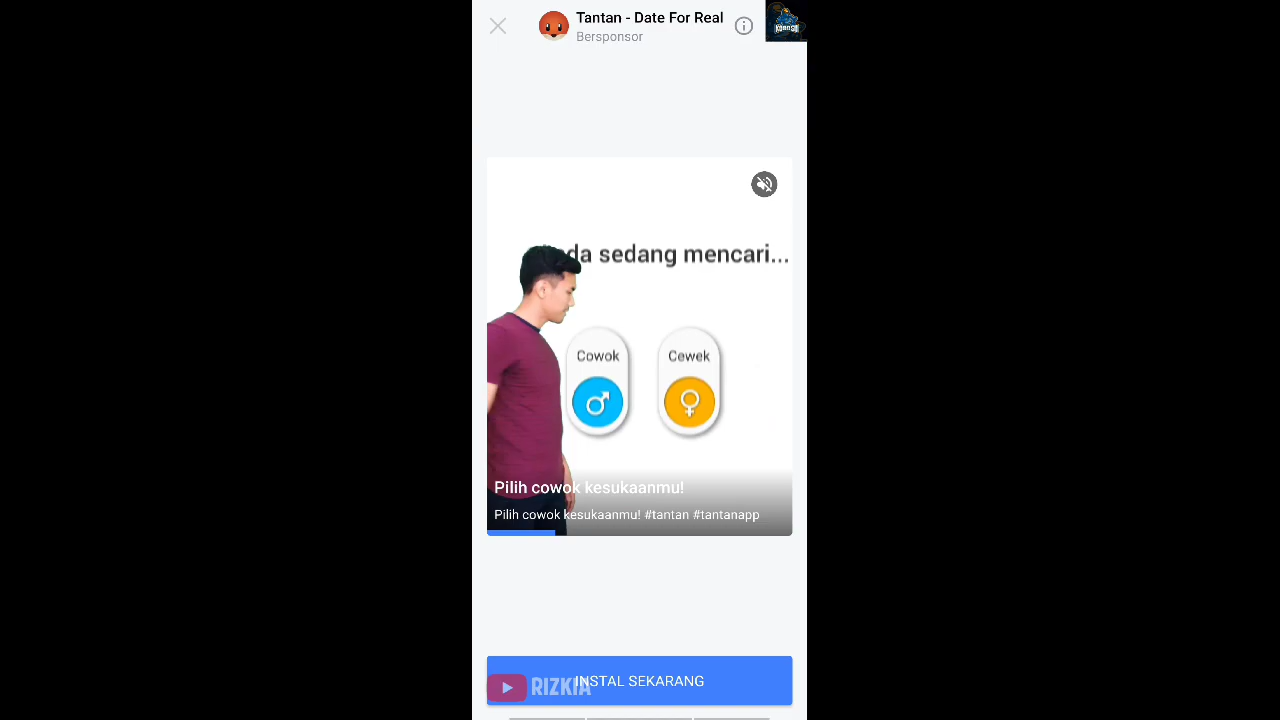 Tantan - Date For Real
Bersponsor
sedang mencari...
Cowok
Cewek
Pilih cowok kesukaanmu!
Pilih cowok kesukaanmu! #tantan #tantanapp
INSTAL SEKARANG
RIZKIA